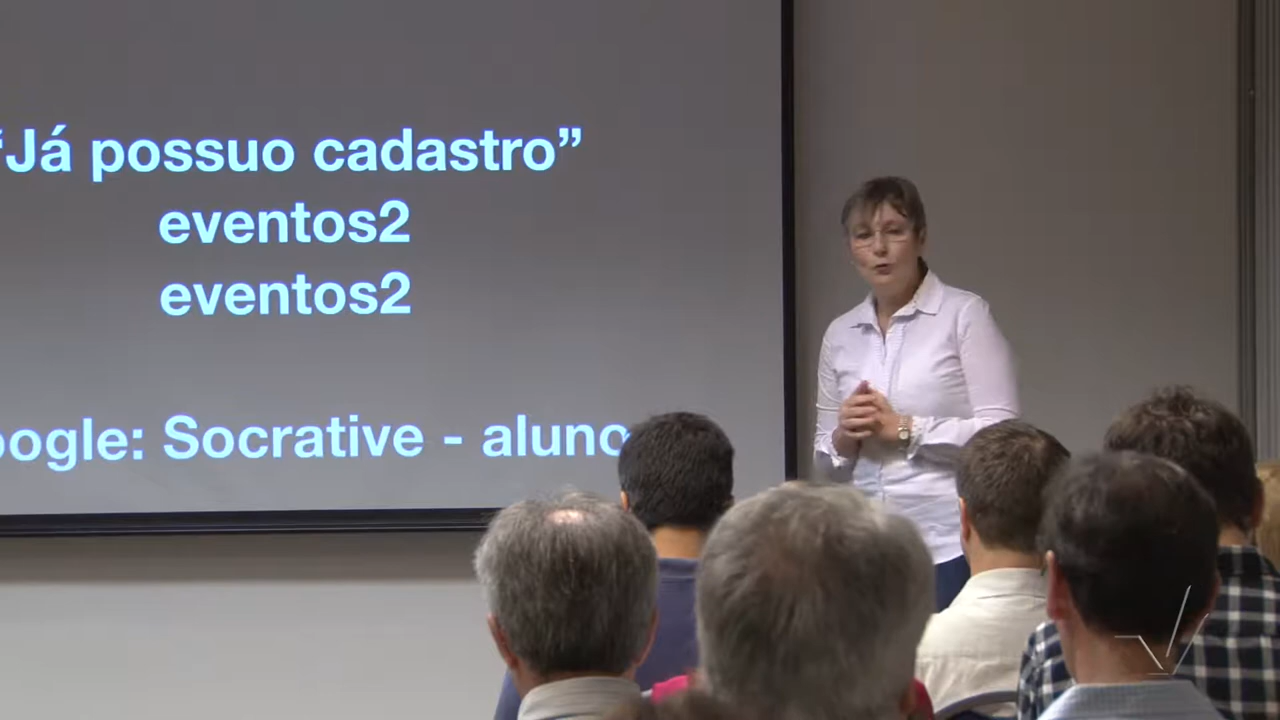 “Já possuo cadastro”
eventos2
eventos2
oogle: Socrative - aluno